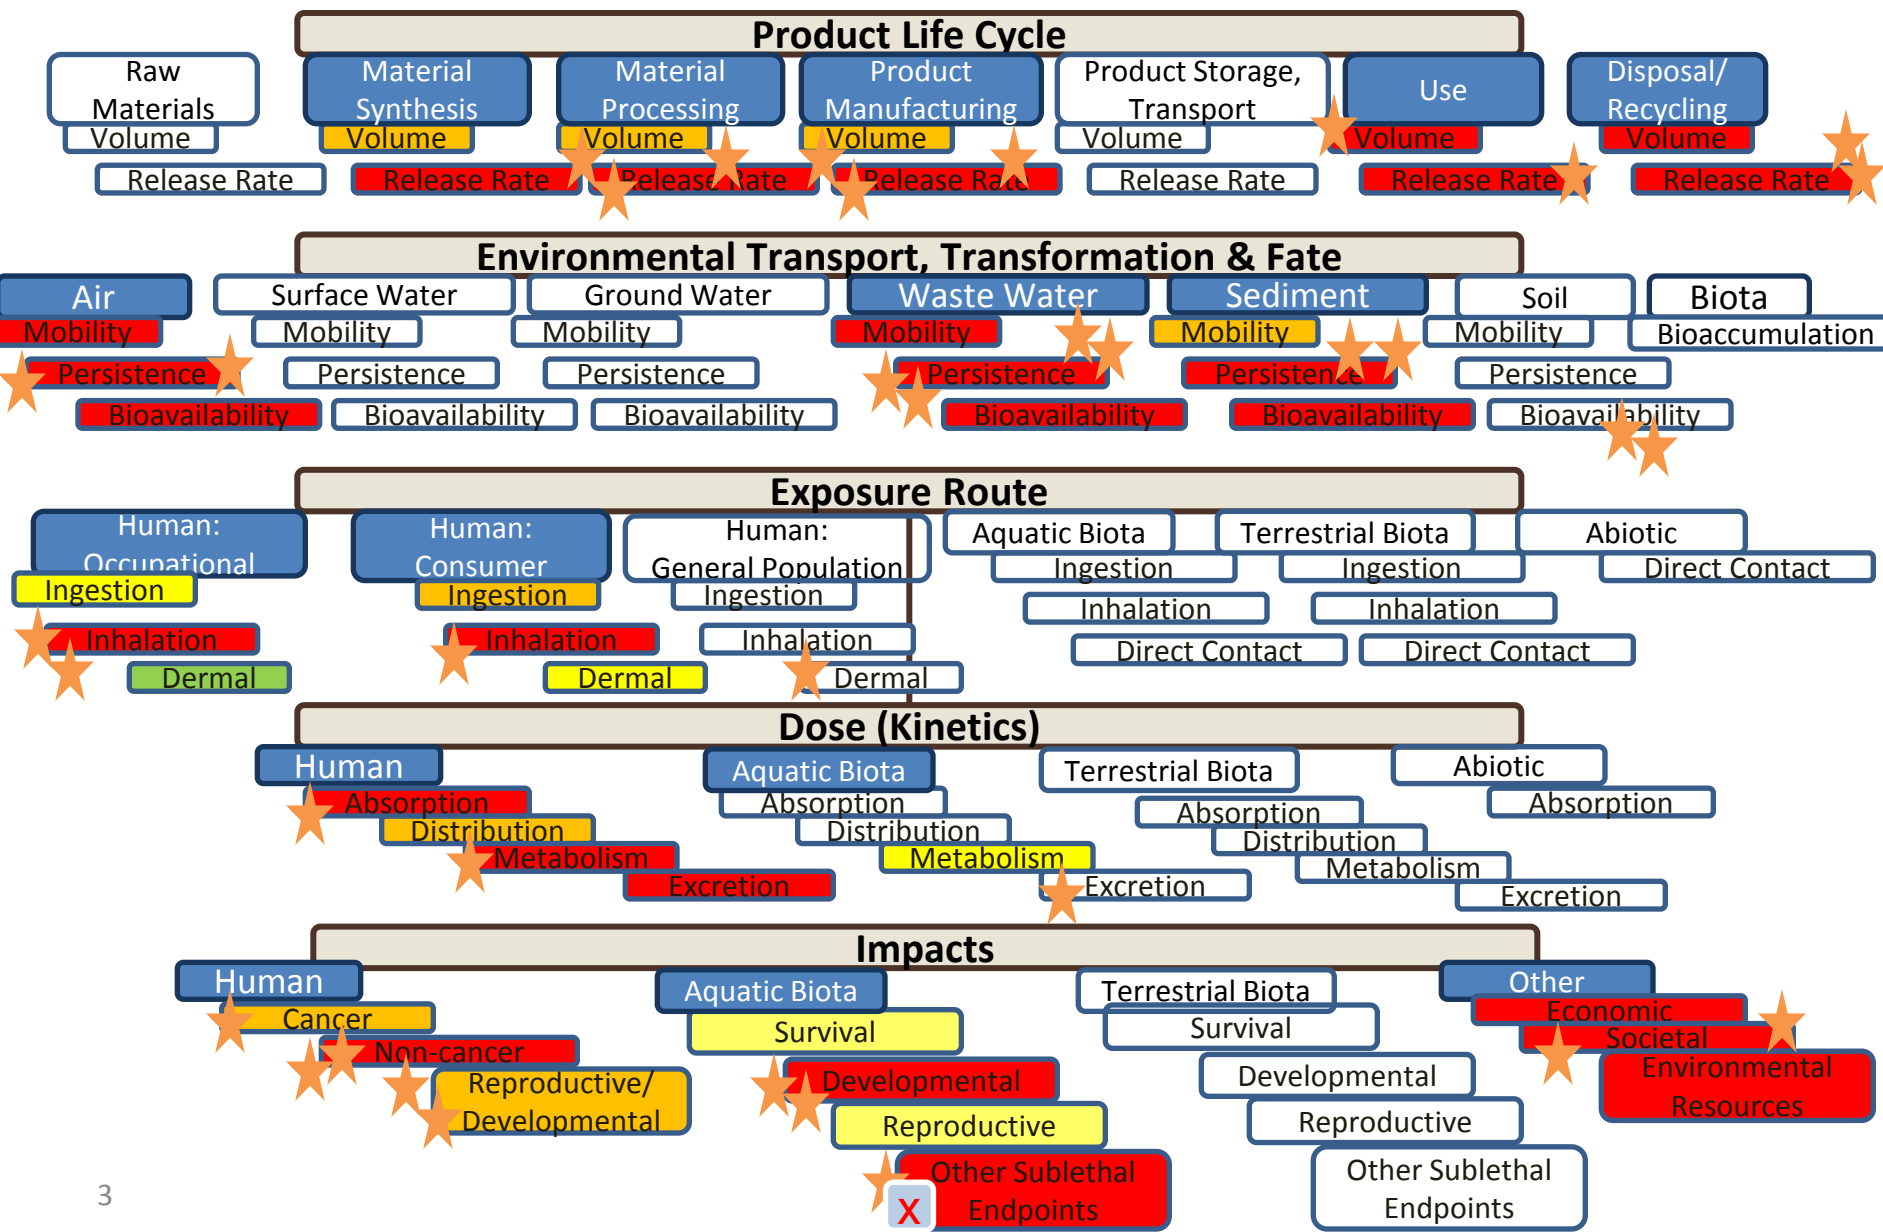 Product Life Cycle
Raw
Materials
Volume
Release Rate
Material
Synthesis
Volume
Release Rate
Material
Processing
Volume
Release Rate
Product
Manufacturing
Volume
Release Rate
Product Storage,
Transport
Volume
Release Rate
Use
Volume
Release Rate
Disposal/
Recycling
Volume
Release Rate
Environmental Transport, Transformation & Fate
Air
Mobility
Persistence
Bioavailability
Surface Water
Mobility
Persistence
Bioavailability
Ground Water
Mobility
Persistence
Bioavailability
Waste Water
Mobility
Persistence
Bioavailability
Sediment
Mobility
Persistence
Bioavailability
Soil
Mobility
Persistence
Bioavailability
Biota
Bioaccumulation
Exposure Route
Human:
Occupational
Ingestion
Inhalation
Dermal
Human:
Consumer
Ingestion
Inhalation
Dermal
Human:
General Population
Ingestion
Inhalation
Dermal
Aquatic Biota
Ingestion
Inhalation
Direct Contact
Terrestrial Biota
Ingestion
Inhalation
Direct Contact
Abiotic
Direct Contact
Dose (Kinetics)
Human
Absorption
Distribution
Metabolism
Excretion
Aquatic Biota
Absorption
Distribution
Metabolism
Excretion
Terrestrial Biota
Absorption
Distribution
Metabolism
Excretion
Abiotic
Absorption
Impacts
Human
Cancer
Non-cancer
Reproductive/
Developmental
Aquatic Biota
Survival
Developmental
Reproductive
Other Sublethal
Endpoints
X
Terrestrial Biota
Survival
Developmental
Reproductive
Other Sublethal
Endpoints
Other
Economic
Societal
Environmental
Resources
3